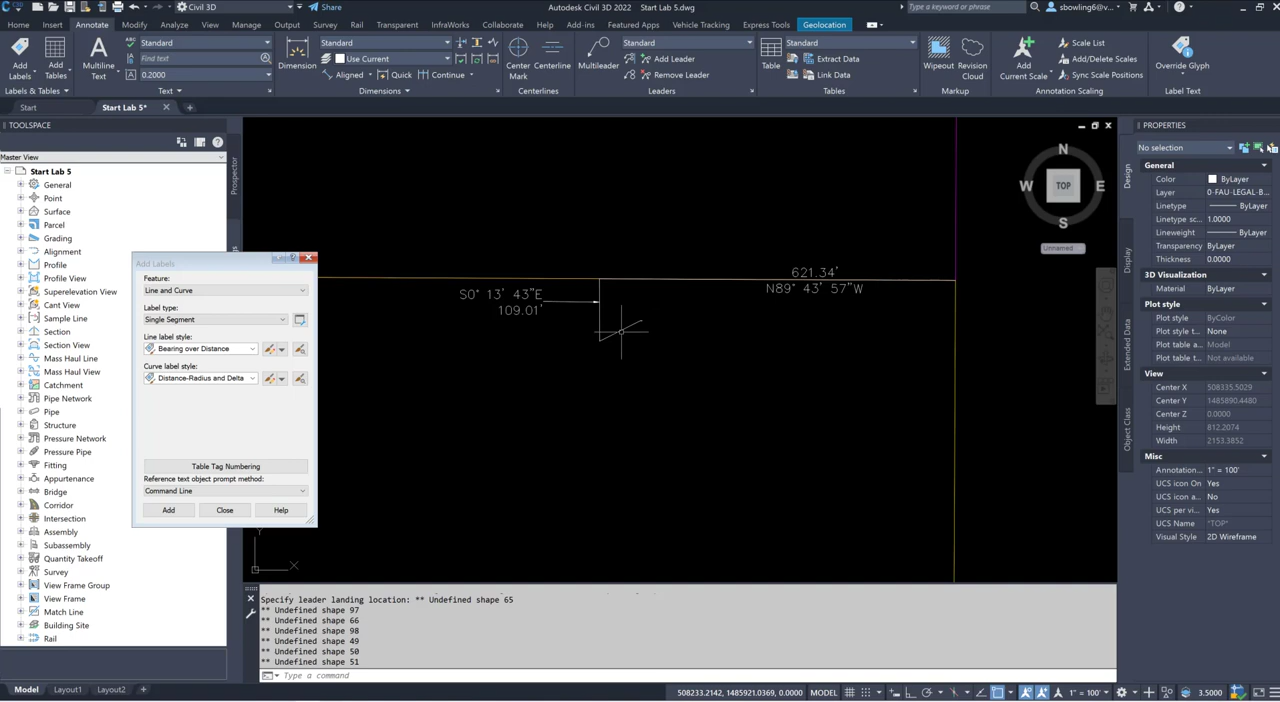 CIVIL 3D
Civil 3D
Share
Autodesk Civil 3D 2022 Start Lab 5.dwg
Type a keyword or phrase
sbowling6@v...
Home
Insert
Annotate
Modify
Analyze
View
Manage
Output
Survey
Rail
Transparent
InfraWorks
Collaborate
Help
Add-ins
Featured Apps
Vehicle Tracking
Express Tools
Geolocation
Add Labels
Add Tables
Labels & Tables
Multiline Text
Standard
Find text
0.2000
Text
Dimension
Standard
Use Current
Aligned
Quick
Continue
Dimensions
Center Mark
Centerline
Centerlines
Multileader
Standard
Add Leader
Remove Leader
Leaders
Table
Standard
Extract Data
Link Data
Tables
Wipeout
Revision Cloud
Markup
Add Current Scale
Scale List
Add/Delete Scales
Sync Scale Positions
Annotation Scaling
Override Glyph
Label Text
Start
Start Lab 5*
TOOLSPACE
Master View
Start Lab 5
General
Point
Surface
Parcel
Grading
Alignment
Profile
Profile View
Superelevation View
Cant View
Sample Line
Section
Section View
Mass Haul Line
Mass Haul View
Catchment
Pipe Network
Pipe
Structure
Pressure Network
Pressure Pipe
Fitting
Appurtenance
Bridge
Corridor
Intersection
Assembly
Subassembly
Quantity Takeoff
Survey
View Frame Group
View Frame
Match Line
Building Site
Rail
Prospector
Add Labels
Feature:
Line and Curve
Label type:
Single Segment
Line label style:
Bearing over Distance
Curve label style:
Distance-Radius and Delta
Table Tag Numbering
Reference text object prompt method:
Command Line
Add
Close
Help
S0° 13' 43"E
109.01'
621.34'
N89° 43' 57"W
N
W
TOP
E
S
Unnamed
Y
X
Specify leader landing location: ** Undefined shape 65
** Undefined shape 97
** Undefined shape 66
** Undefined shape 98
** Undefined shape 49
** Undefined shape 50
** Undefined shape 51
Type a command
PROPERTIES
No selection
General
Color ByLayer
Layer 0-FAU-LEGAL-B...
Linetype ByLayer
Linetype sc... 1.0000
Lineweight ByLayer
Transparency ByLayer
Thickness 0.0000
3D Visualization
Material ByLayer
Plot style
Plot style ByColor
Plot style t... None
Plot table a... Model
Plot table t... Not available
View
Center X 508335.5029
Center Y 1485890.4480
Center Z 0.0000
Height 812.2074
Width 2153.3852
Misc
Annotation... 1" = 100'
UCS icon On Yes
UCS icon a... No
UCS per vi... Yes
UCS Name *TOP*
Visual Style 2D Wireframe
Design
Display
Extended Data
Object Class
Model
Layout1
Layout2
508233.2142, 1485921.0369, 0.0000
MODEL
1" = 100'
3.5000